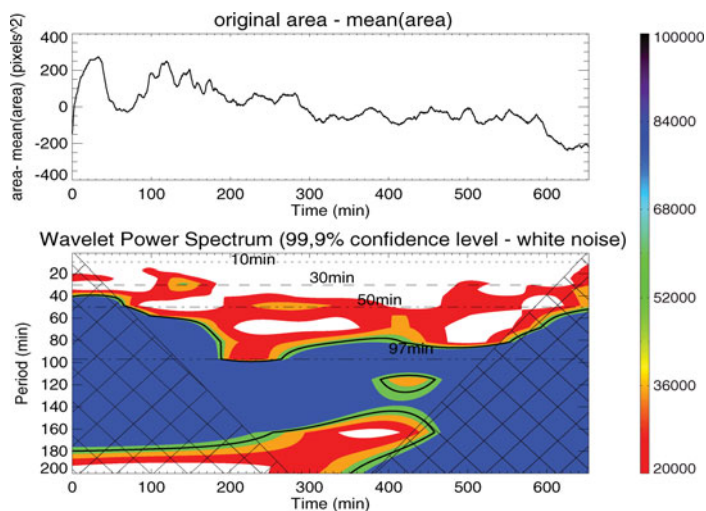 original area - mean(area)
area- mean(area) (pixels^2)
400
200
0
-200
-400
0 100 200 300 400 500 600
Time (min)
Wavelet Power Spectrum (99,9% confidence level - white noise)
Period (min)
20
40
60
80
100
120
140
160
180
200
10min
30min
50min
97min
0 100 200 300 400 500 600
Time (min)
100000
84000
68000
52000
36000
20000